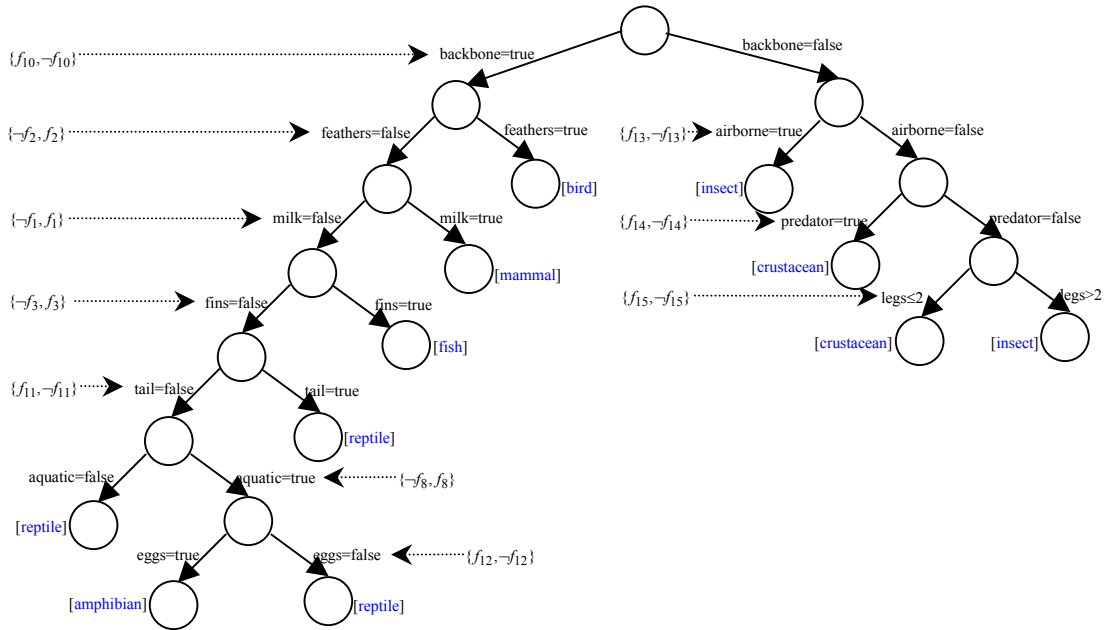 backbone=false
{f10,¬f10} backbone=true
{¬f2, f2} feathers=false feathers=true {f13,¬f13} airborne=true airborne=false
[bird] [insect]
{¬f1, f1} milk=false milk=true {f14,¬f14} predator=true predator=false
[mammal] [crustacean]
{¬f3, f3} fins=false fins=true {f15,¬f15} legs≤2 legs>2
[fish] [crustacean] [insect]
{f11,¬f11} tail=false tail=true
[reptile]
aquatic=false aquatic=true {¬f8, f8}
[reptile]
eggs=true eggs=false {f12,¬f12}
[amphibian] [reptile]